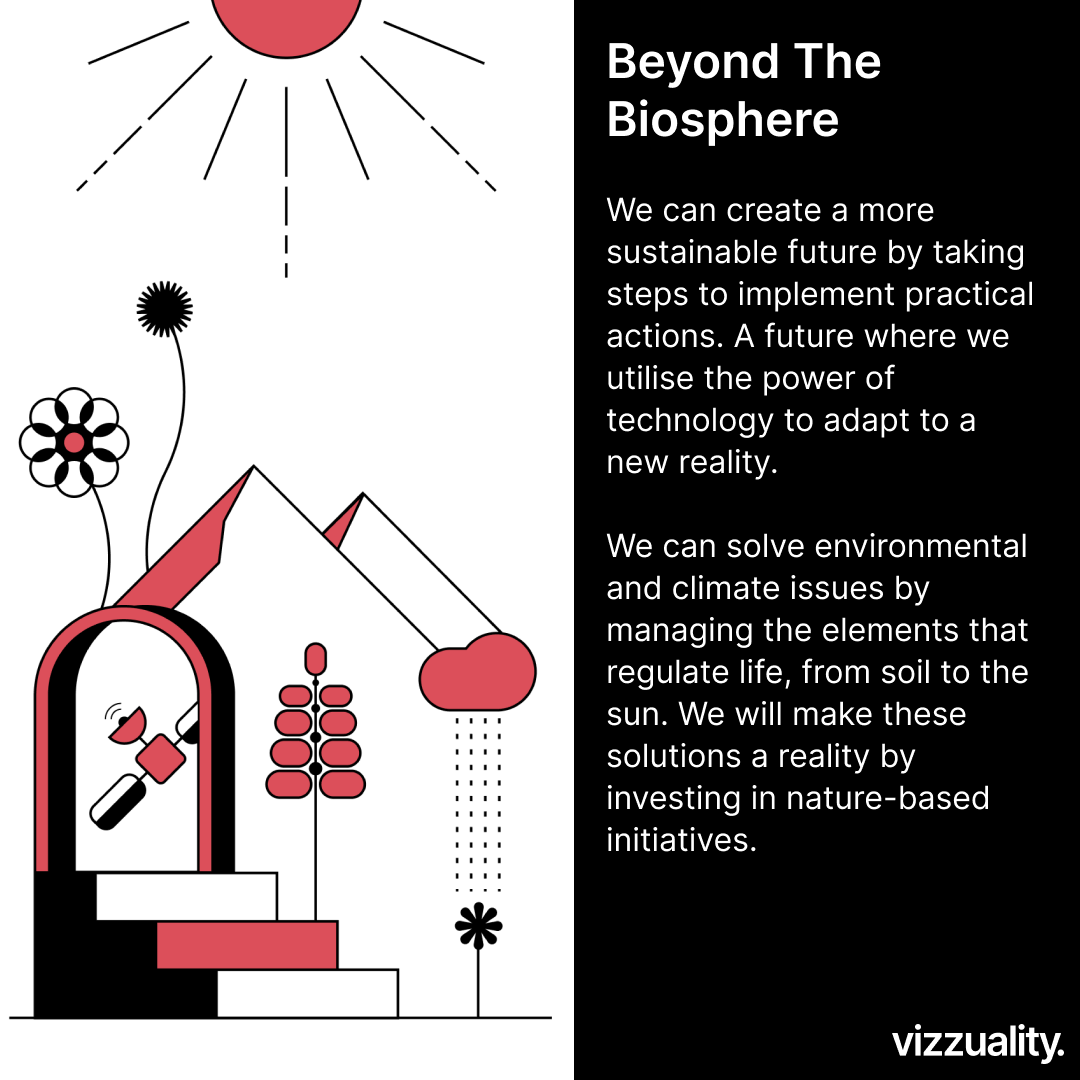 Beyond The
Biosphere
We can create a more
sustainable future by taking
steps to implement practical
actions. A future where we
utilise the power of
technology to adapt to a
new reality.
We can solve environmental
and climate issues by
managing the elements that
regulate life, from soil to the
sun. We will make these
solutions a reality by
investing in nature-based
initiatives.
vizzuality.